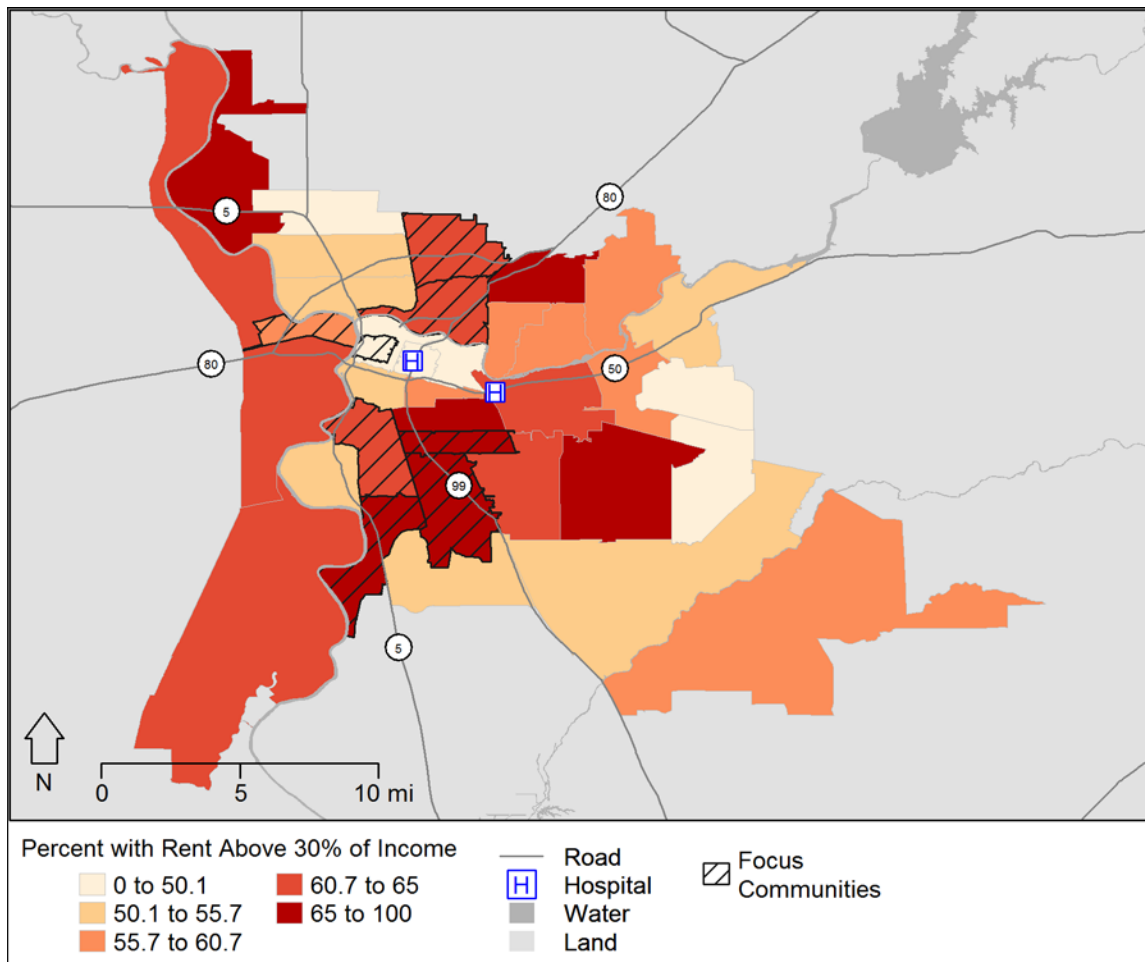 80
5
80
50
H
H
99
5
N
0 5 10 mi
Percent with Rent Above 30% of Income
0 to 50.1
50.1 to 55.7
55.7 to 60.7
60.7 to 65
65 to 100
Road
H Hospital
Water
Land
Focus
Communities